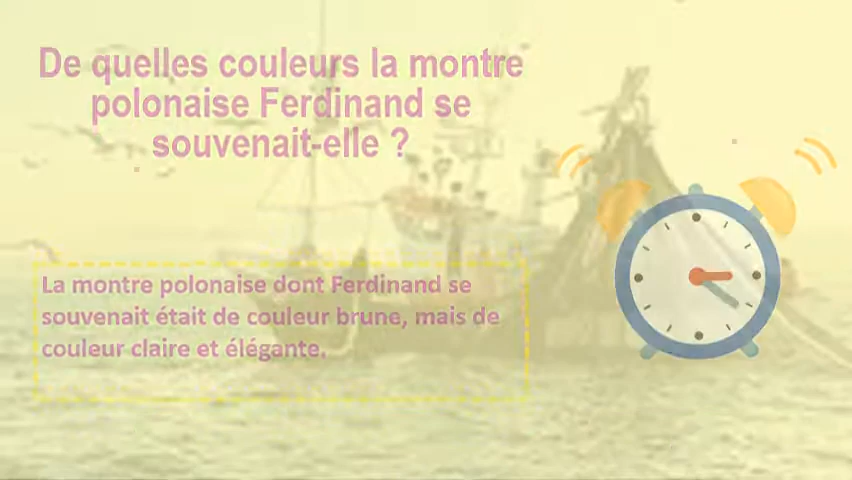 De quelles couleurs la montre
polonaise Ferdinand se
souvenait-elle ?
La montre polonaise dont Ferdinand se
souvenait était de couleur brune, mais de
couleur claire et élégante.